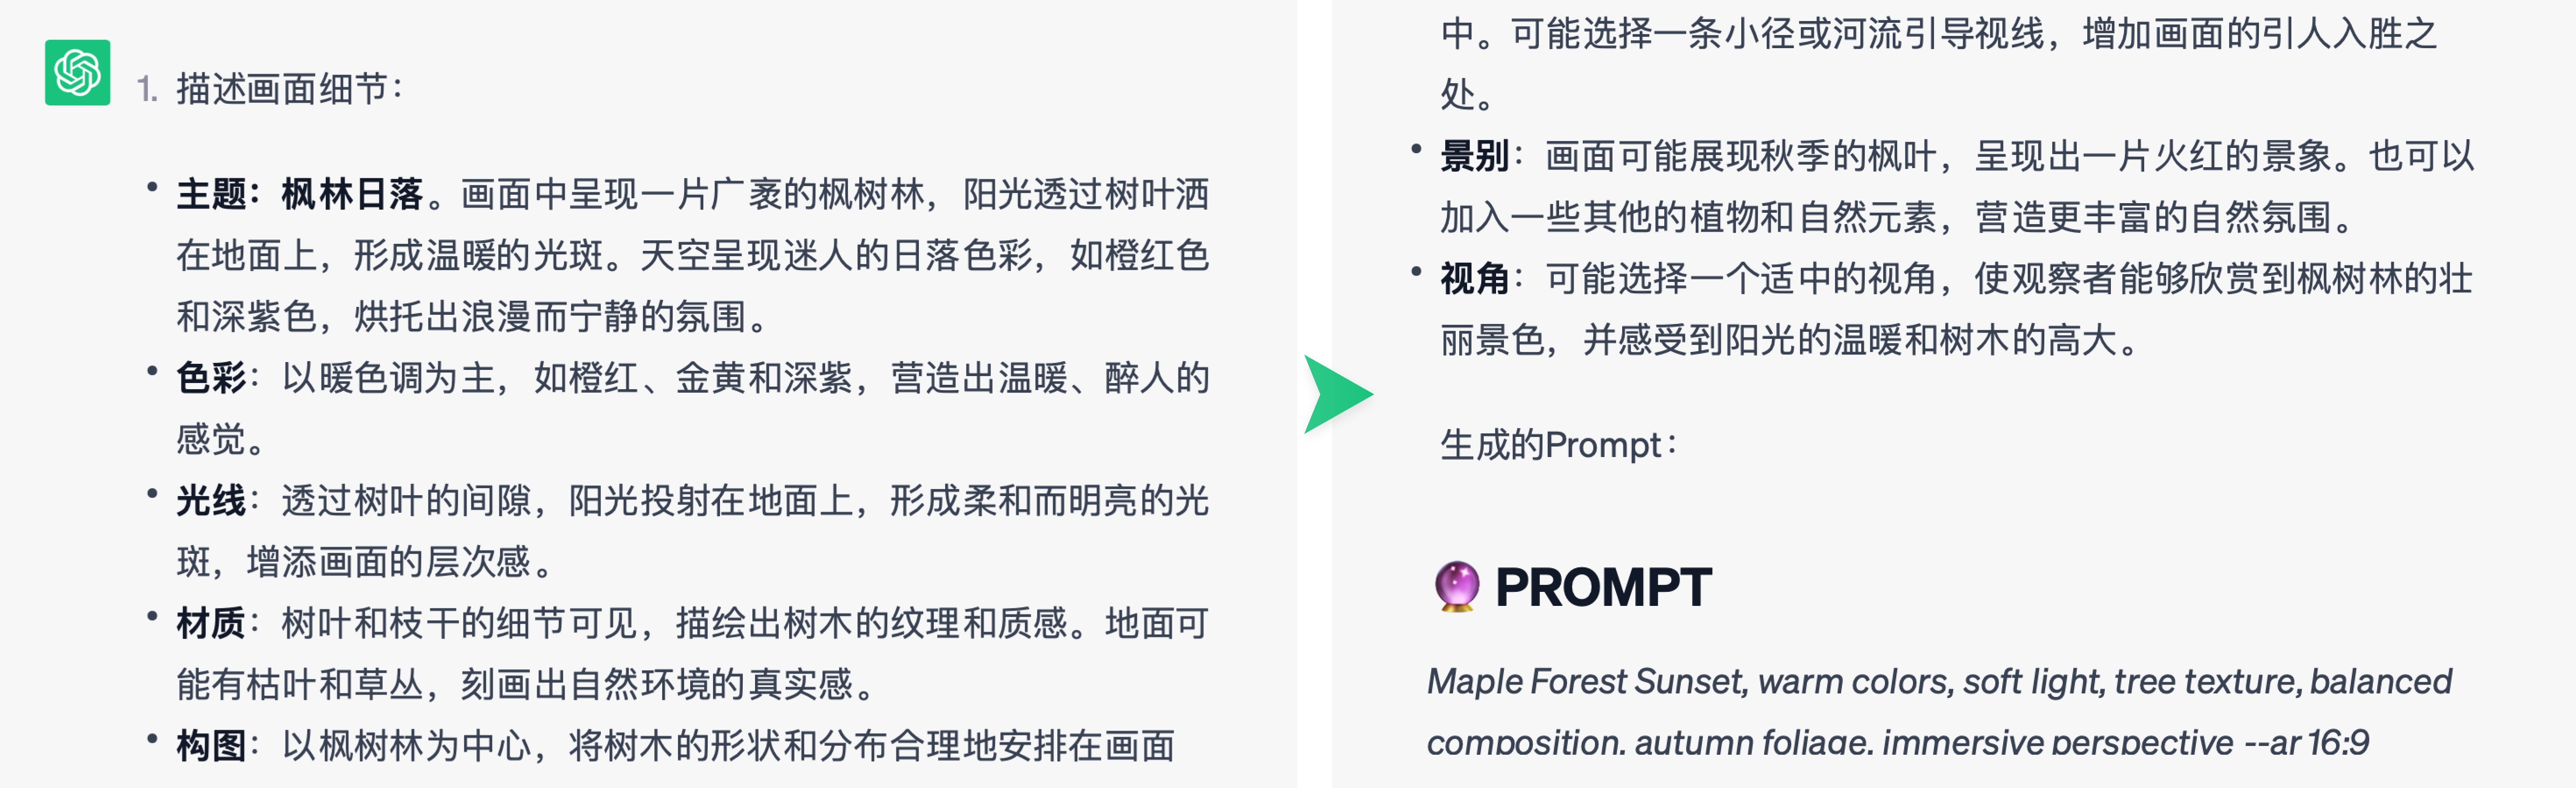 1. 描述画面细节：
• 主题：枫林日落。画面中呈现一片广袤的枫树林，阳光透过树叶洒
在地面上，形成温暖的光斑。天空呈现迷人的日落色彩，如橙红色
和深紫色，烘托出浪漫而宁静的氛围。
• 色彩：以暖色调为主，如橙红、金黄和深紫，营造出温暖、醉人的
感觉。
• 光线：透过树叶的间隙，阳光投射在地面上，形成柔和而明亮的光
斑，增添画面的层次感。
• 材质：树叶和枝干的细节可见，描绘出树木的纹理和质感。地面可
能有枯叶和草丛，刻画出自然环境的真实感。
• 构图：以枫树林为中心，将树木的形状和分布合理地安排在画面
中。可能选择一条小径或河流引导视线，增加画面的引人入胜之
处。
• 景别：画面可能展现秋季的枫叶，呈现出一片火红的景象。也可以
加入一些其他的植物和自然元素，营造更丰富的自然氛围。
• 视角：可能选择一个适中的视角，使观察者能够欣赏到枫树林的壮
丽景色，并感受到阳光的温暖和树木的高大。
生成的Prompt：
🔮 PROMPT
Maple Forest Sunset, warm colors, soft light, tree texture, balanced
composition, autumn foliage, immersive perspective --ar 16:9